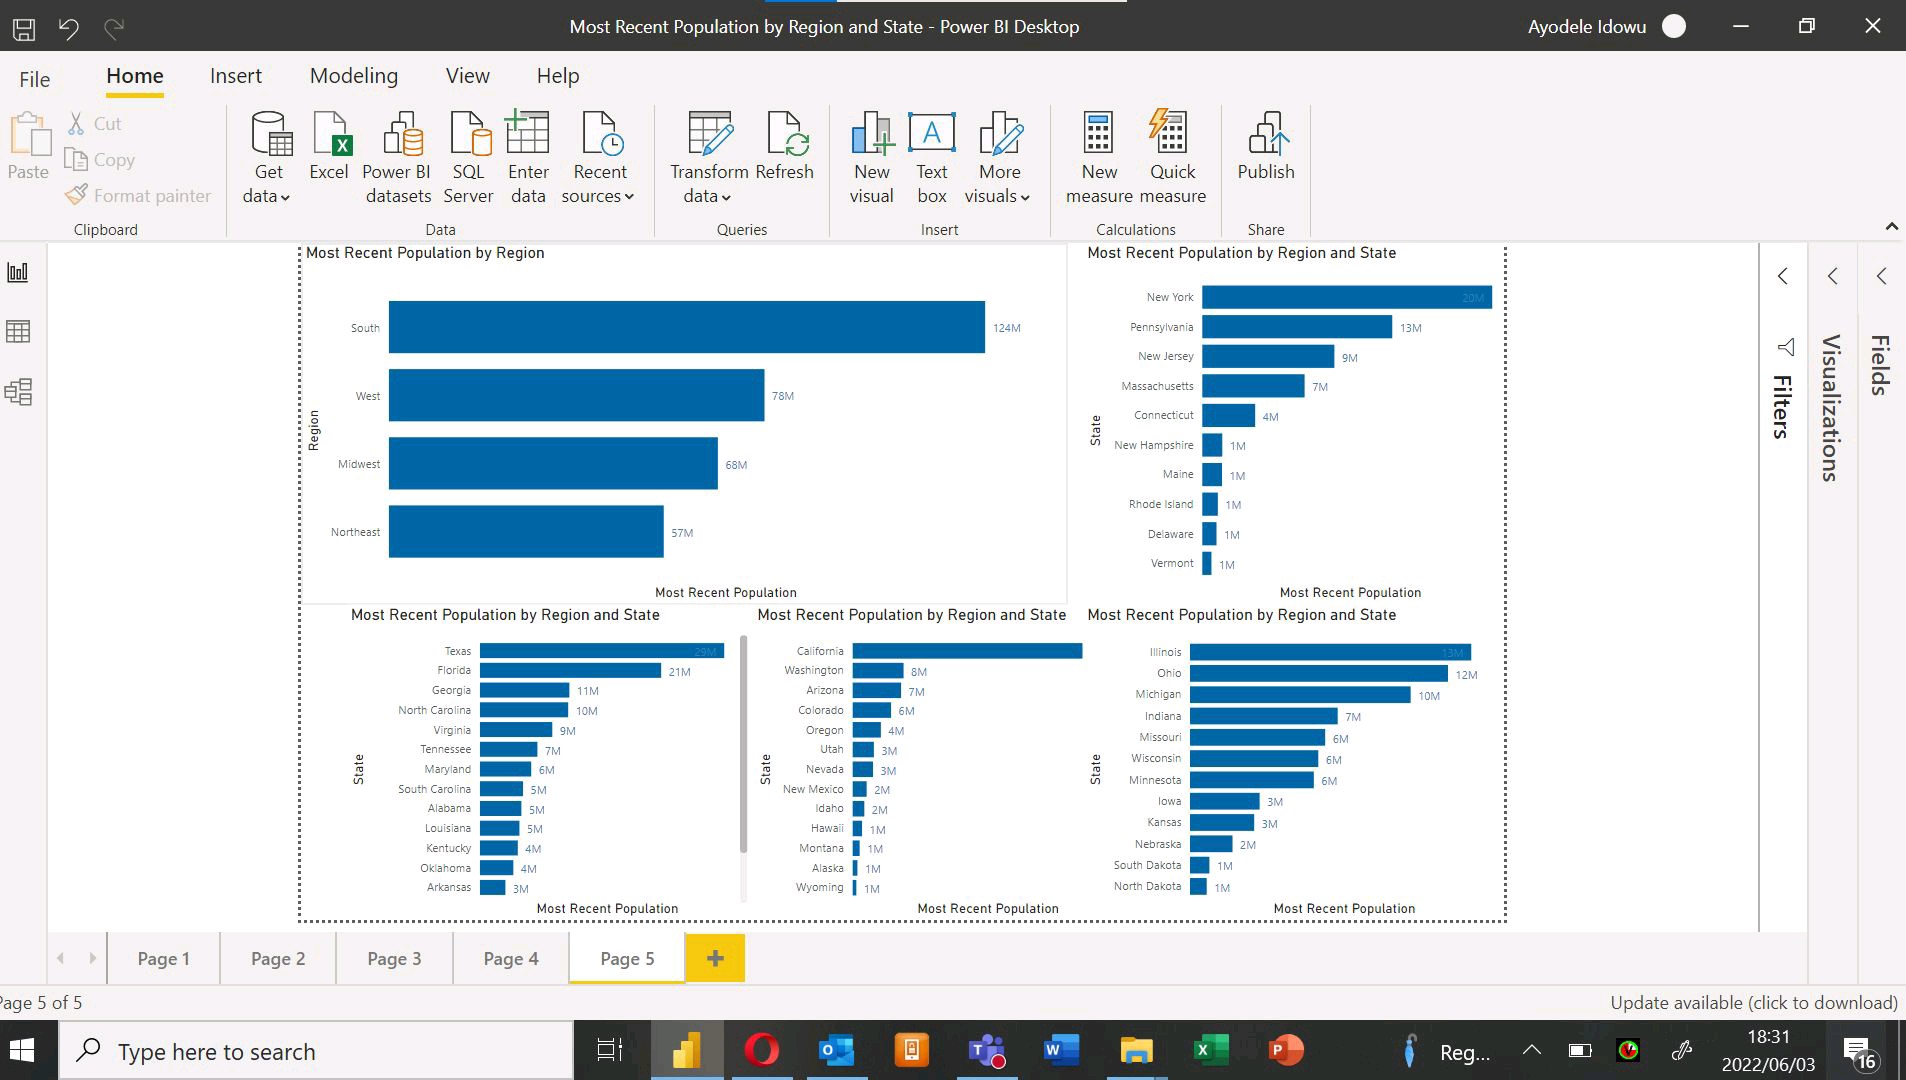 Most Recent Population by Region and State - Power BI Desktop
Ayodele Idowu
File
Home
Insert
Modeling
View
Help
Paste
Cut
Copy
Format painter
Clipboard
Get data
Excel
Power BI datasets
SQL Server
Enter data
Recent sources
Data
Transform data
Refresh
Queries
New visual
Text box
More visuals
Insert
New measure
Quick measure
Calculations
Publish
Share
Most Recent Population by Region
Region
South 124M
West 78M
Midwest 68M
Northeast 57M
Most Recent Population
Most Recent Population by Region and State
State
New York 20M
Pennsylvania 13M
New Jersey 9M
Massachusetts 7M
Connecticut 4M
New Hampshire 1M
Maine 1M
Rhode Island 1M
Delaware 1M
Vermont 1M
Most Recent Population
Most Recent Population by Region and State
State
Texas 29M
Florida 21M
Georgia 11M
North Carolina 10M
Virginia 9M
Tennessee 7M
Maryland 6M
South Carolina 5M
Alabama 5M
Louisiana 5M
Kentucky 4M
Oklahoma 4M
Arkansas 3M
Most Recent Population
Most Recent Population by Region and State
State
California
Washington 8M
Arizona 7M
Colorado 6M
Oregon 4M
Utah 3M
Nevada 3M
New Mexico 2M
Idaho 2M
Hawaii 1M
Montana 1M
Alaska 1M
Wyoming 1M
Most Recent Population
Most Recent Population by Region and State
State
Illinois 13M
Ohio 12M
Michigan 10M
Indiana 7M
Missouri 6M
Wisconsin 6M
Minnesota 6M
Iowa 3M
Kansas 3M
Nebraska 2M
South Dakota 1M
North Dakota 1M
Most Recent Population
Filters
Visualizations
Fields
Page 1
Page 2
Page 3
Page 4
Page 5
+
Page 5 of 5
Update available (click to download)
Type here to search
Reg...
18:31
2022/06/03
16